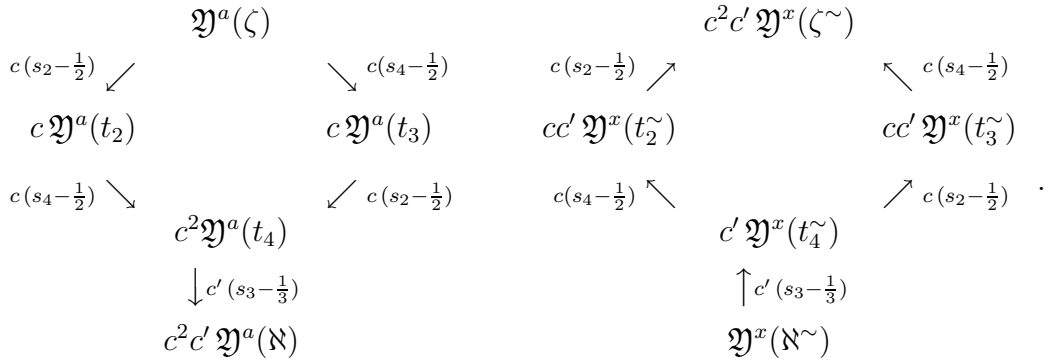 𝔜^a(ζ) c²c′ 𝔜^x(ζ^∼)
c (s₂−1/2) ↙ ↘ c(s₄−1/2) c (s₂−1/2) ↗ ↖ c (s₄−1/2)
c 𝔜^a(t₂) c 𝔜^a(t₃) cc′ 𝔜^x(t₂^∼) cc′ 𝔜^x(t₃^∼)
c (s₄−1/2) ↘ ↙ c (s₂−1/2) c(s₄−1/2) ↖ ↗ c (s₂−1/2) .
c²𝔜^a(t₄) c′ 𝔜^x(t₄^∼)
↓ c′ (s₃−1/3) ↑ c′ (s₃−1/3)
c²c′ 𝔜^a(ℵ) 𝔜^x(ℵ^∼)